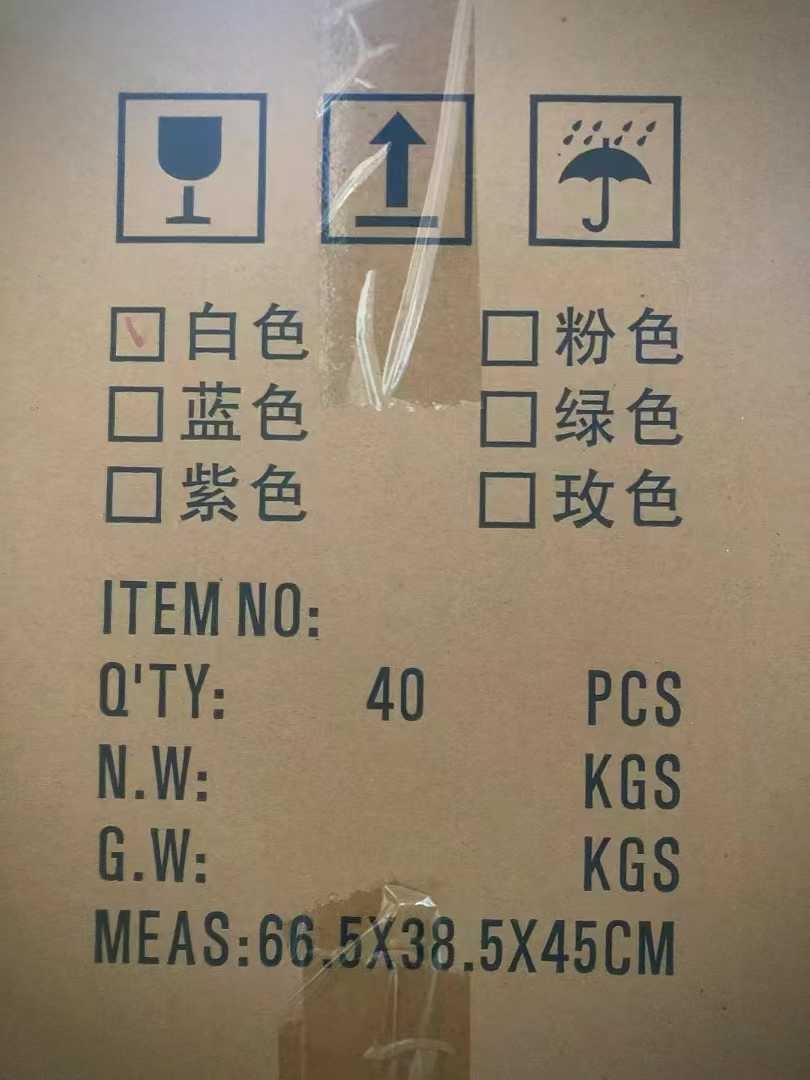 白色 粉色
蓝色 绿色
紫色 玫色
ITEM NO:
Q'TY: 40 PCS
N.W: KGS
G.W: KGS
MEAS:66.5X38.5X45CM